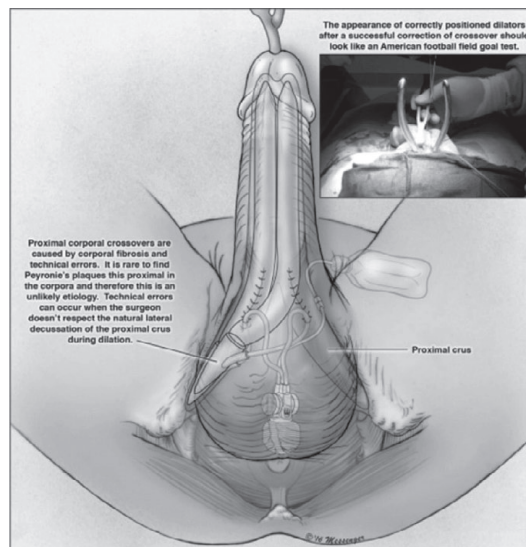 The appearance of correctly positioned dilators
after a successful correction of crossover should
look like an American football field goal test.
Proximal corporal crossovers are
caused by corporal fibrosis and
technical errors. It is rare to find
Peyronie's plaques this proximal in
the corpora and therefore this is an
unlikely etiology. Technical errors
can occur when the surgeon
doesn't respect the natural lateral
decussation of the proximal crus
during dilation.
Proximal crus